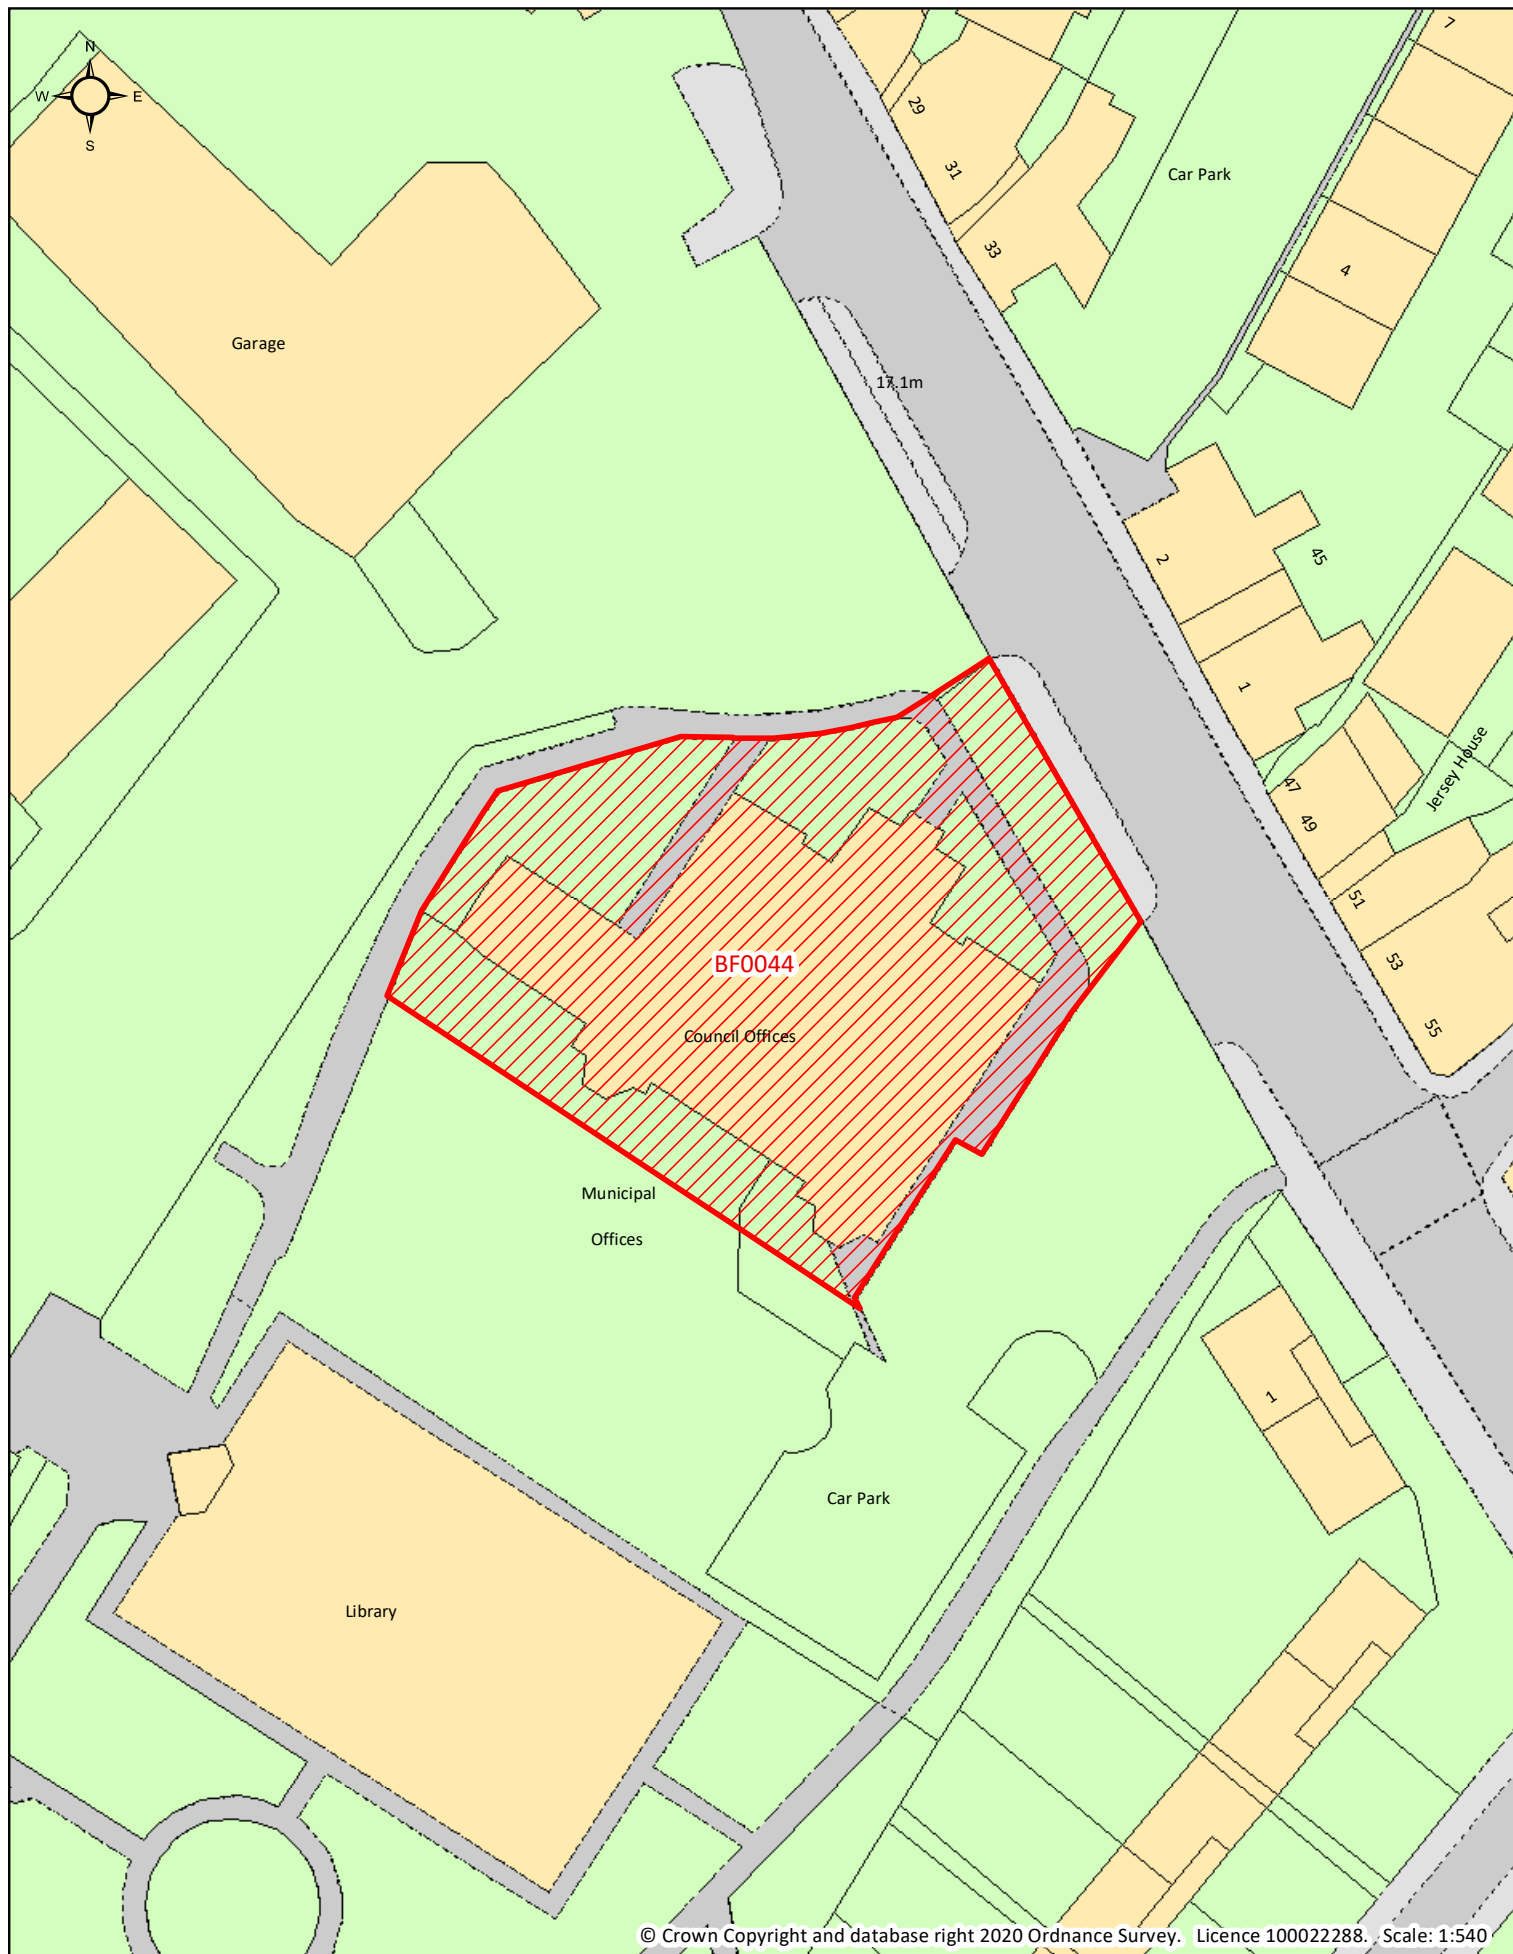 N
W E
S
7
29
31
Car Park
33
4
Garage
17.1m
2
45
1
Jersey House
47
49
51
BF0044
53
55
Council Offices
Municipal
Offices
1
Car Park
Library
© Crown Copyright and database right 2020 Ordnance Survey. Licence 100022288. Scale: 1:540